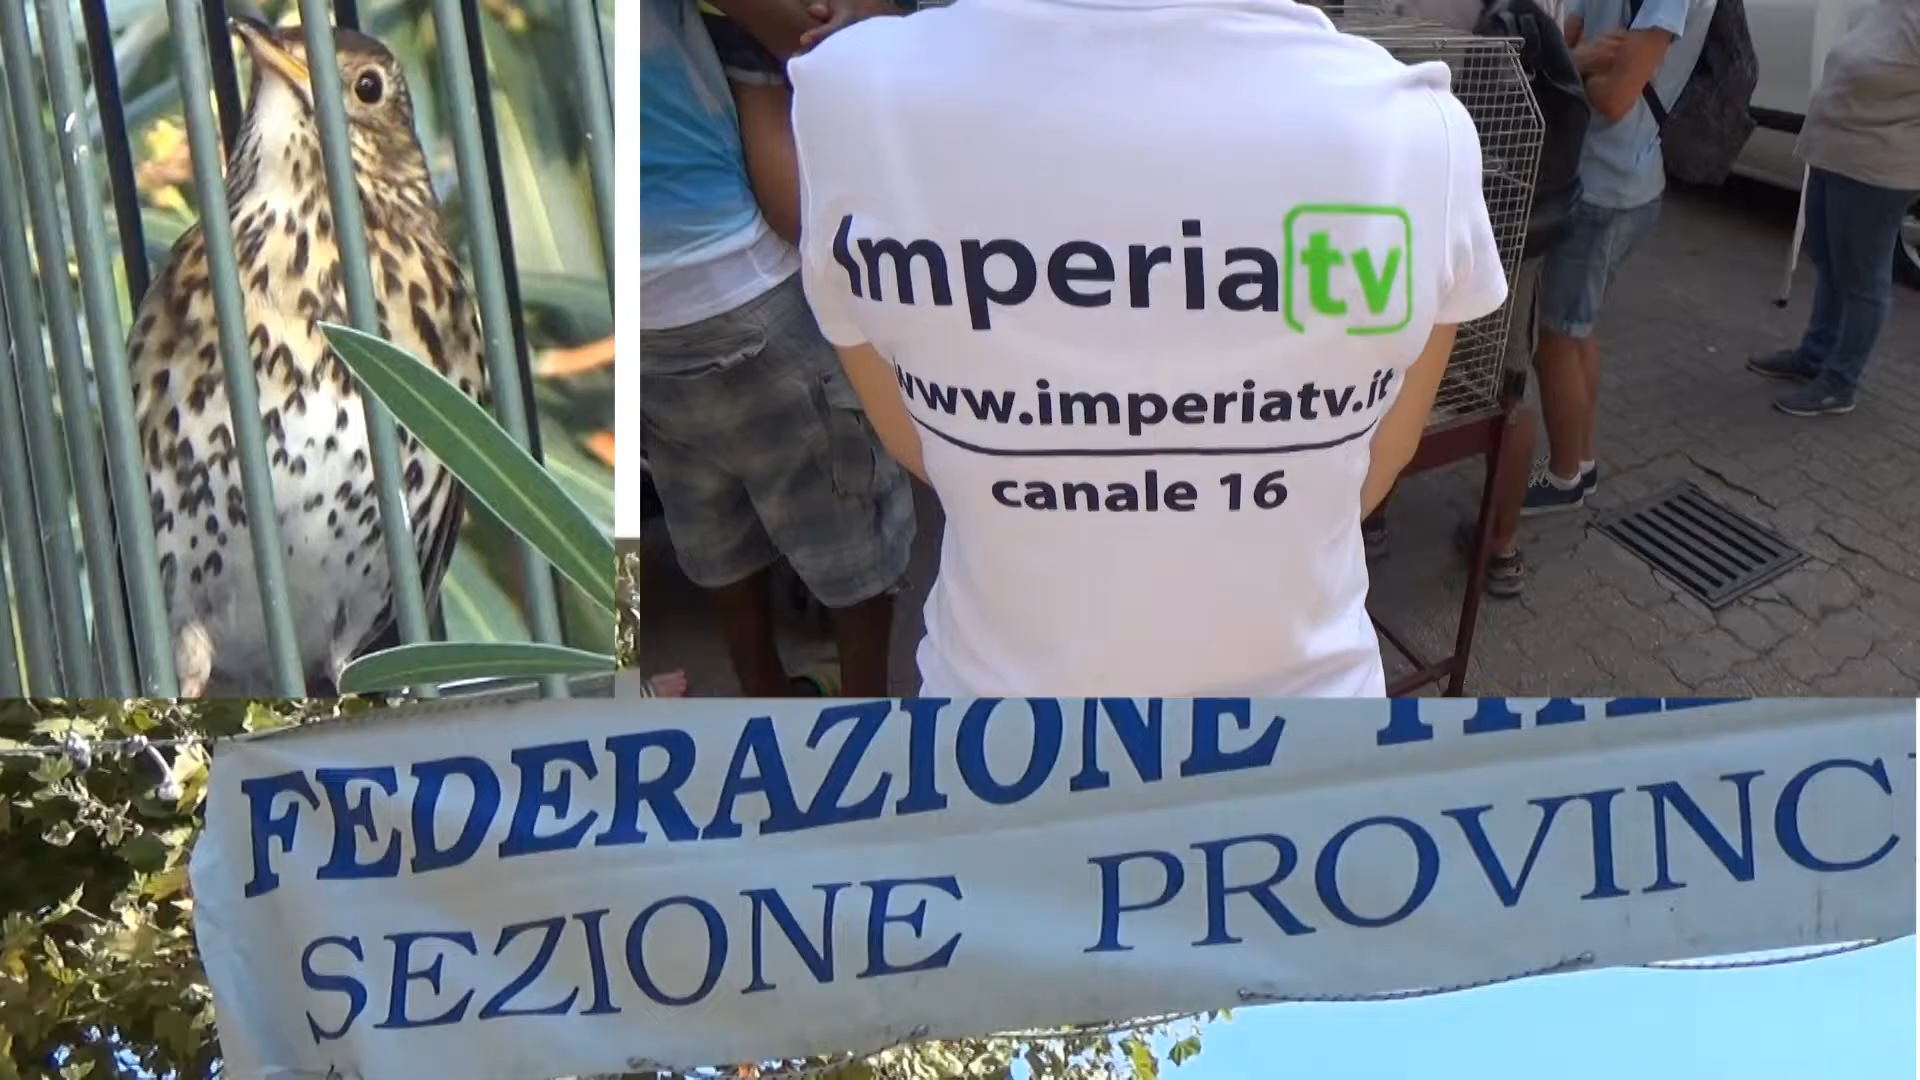 imperia tv
www.imperiatv.it
canale 16
FEDERAZIONE
SEZIONE PROVINC